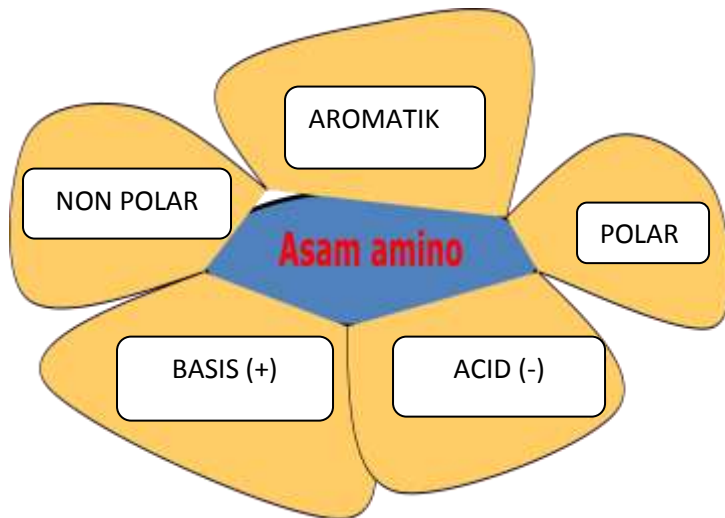 AROMATIK
NON POLAR
POLAR
Asam amino
BASIS (+)
ACID (-)